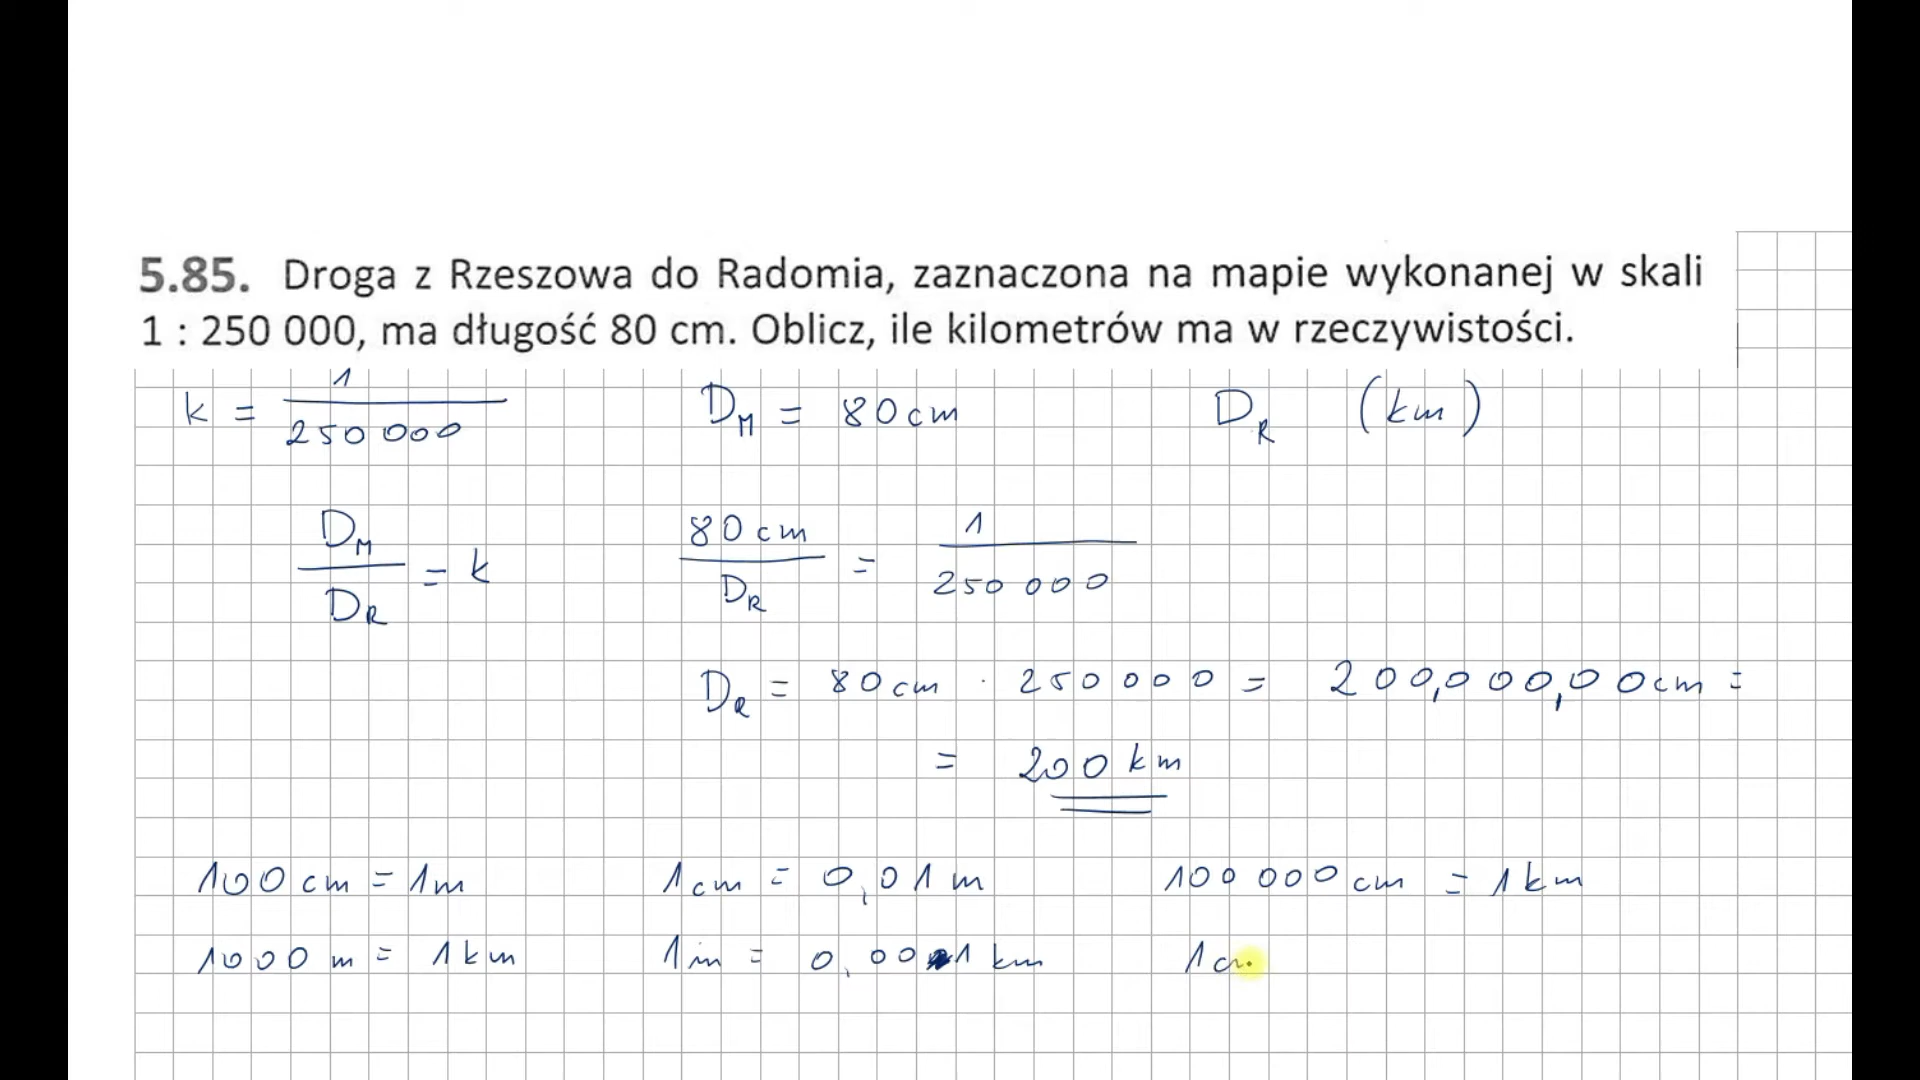 5.85. Droga z Rzeszowa do Radomia, zaznaczona na mapie wykonanej w skali
1 : 250 000, ma długość 80 cm. Oblicz, ile kilometrów ma w rzeczywistości.
k = 1/250 000 D_M = 80 cm D_R (km)
D_M/D_R = k 80 cm/D_R = 1/250 000
D_R = 80 cm · 250 000 = 200,000,00 cm =
= 200 km
100 cm = 1 m 1 cm = 0,01 m 100 000 cm = 1 km
1000 m = 1 km 1 m = 0,001 km 1 c